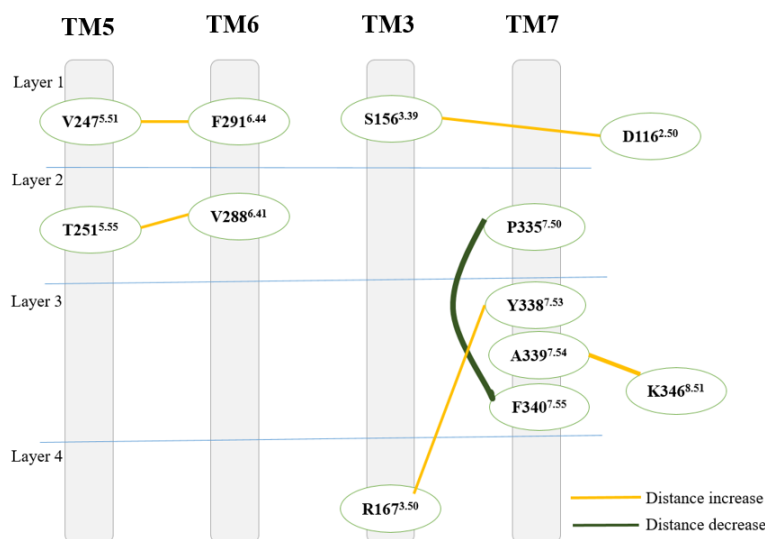 TM5 TM6 TM3 TM7
Layer 1
V247^5.51 F291^6.44 S156^3.39 D116^2.50
Layer 2
T251^5.55 V288^6.41 P335^7.50
Layer 3
Y338^7.53
A339^7.54
K346^8.51
F340^7.55
Layer 4
R167^3.50
Distance increase
Distance decrease